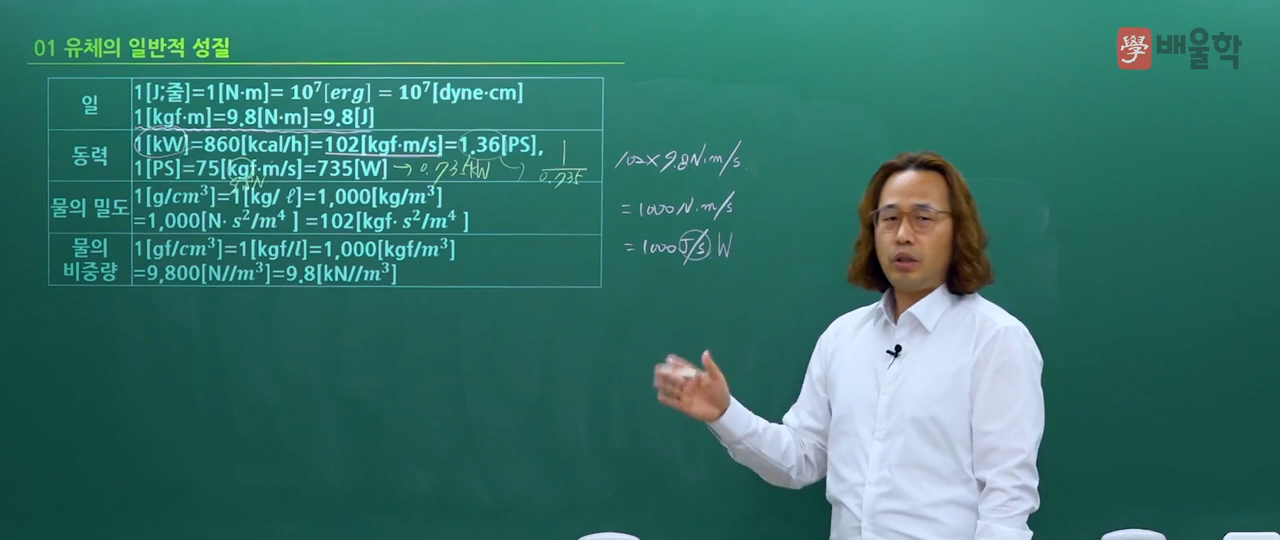 01 유체의 일반적 성질
學 배울학
일
1[J;줄]=1[N·m]= 10⁷[erg] = 10⁷[dyne·cm]
1[kgf·m]=9.8[N·m]=9.8[J]
동력
1[kW]=860[kcal/h]=102[kgf·m/s]=1.36[PS],
1[PS]=75[kgf·m/s]=735[W] → 0.735kW → 1/0.735
9.8N
물의 밀도
1[g/cm³]=1[kg/ ℓ]=1,000[kg/m³]
=1,000[N· s²/m⁴ ] =102[kgf· s²/m⁴ ]
물의
비중량
1[gf/cm³]=1[kgf/l]=1,000[kgf/m³]
=9,800[N//m³]=9.8[kN//m³]
102×9.8N·m/s
=1000N·m/s
=1000 J/s W